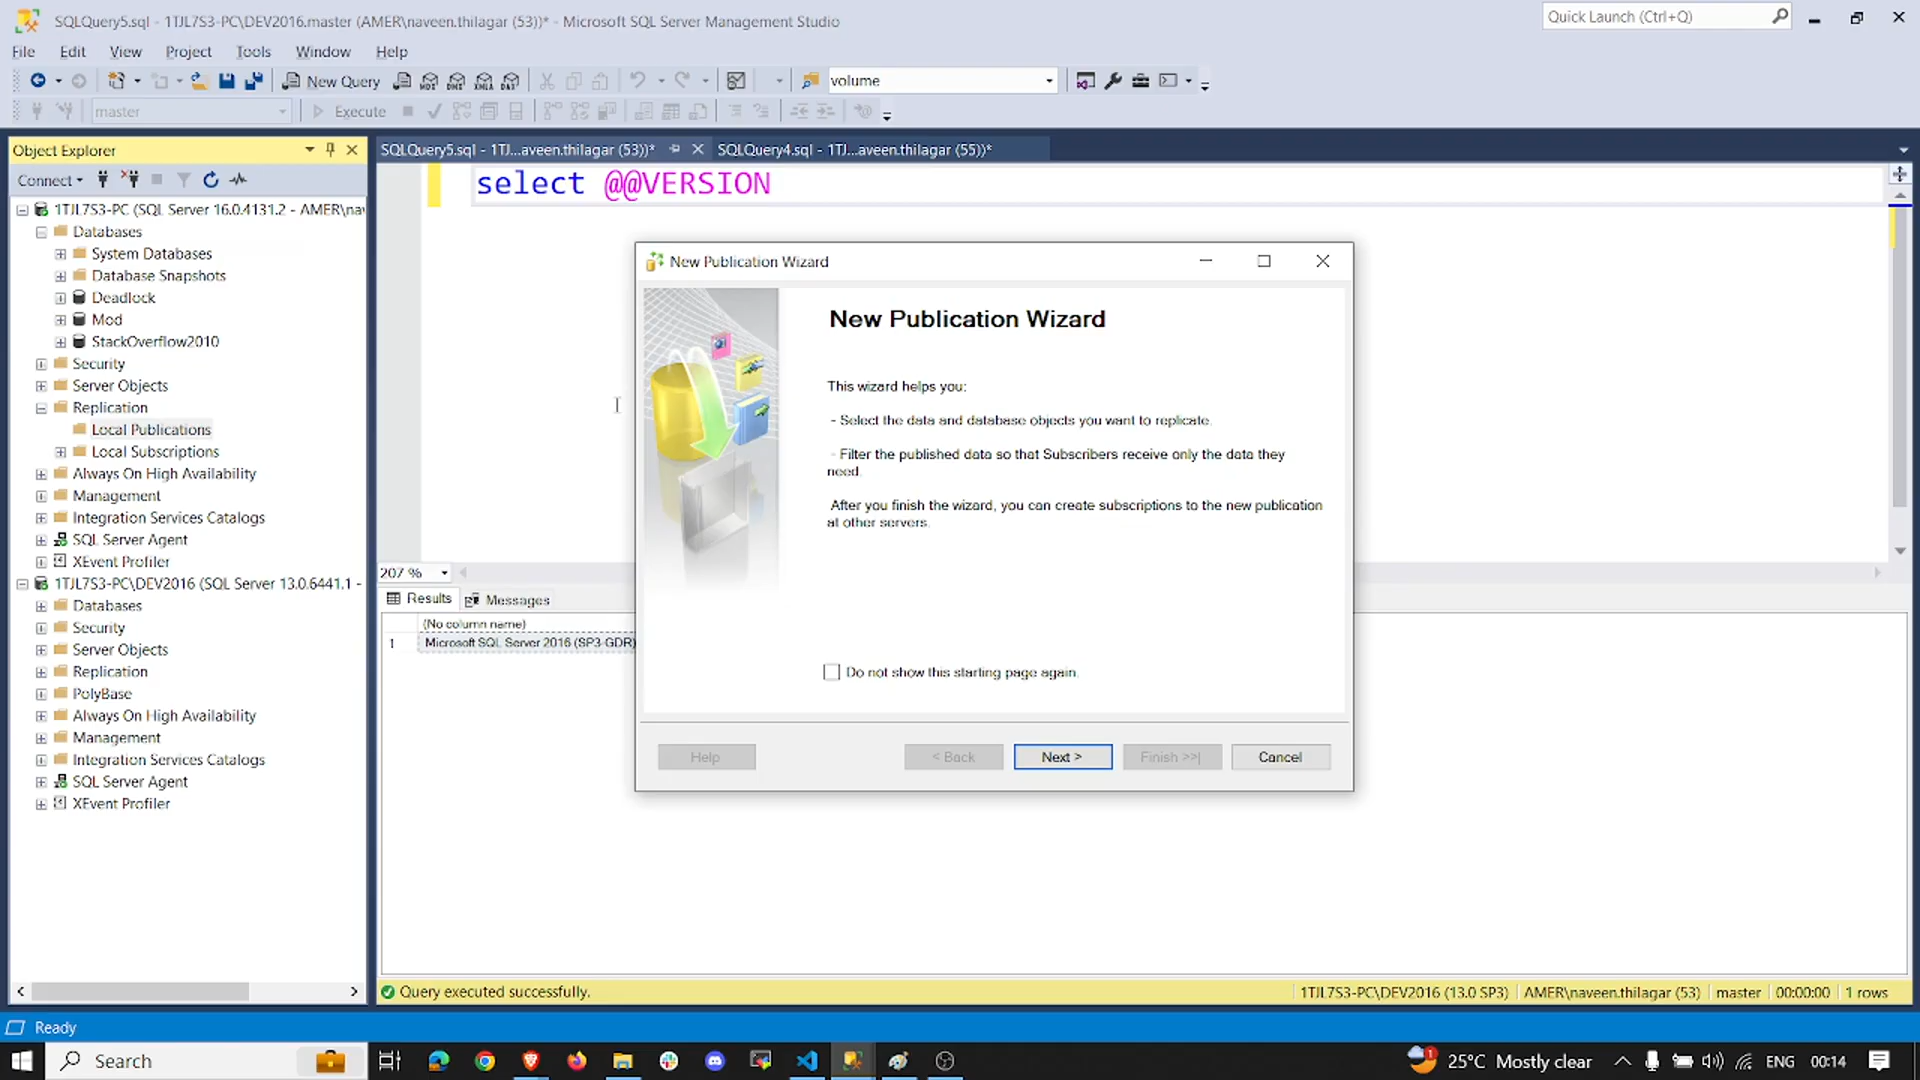 SQLQuery5.sql - 1TJL7S3-PC\DEV2016.master (AMER\naveen.thilagar (53))* - Microsoft SQL Server Management Studio
Quick Launch (Ctrl+Q)
File Edit View Project Tools Window Help
New Query
volume
master
Execute
Object Explorer
SQLQuery5.sql - 1TJ...aveen.thilagar (53))*
SQLQuery4.sql - 1TJ...aveen.thilagar (55))*
Connect
select @@VERSION
1TJL7S3-PC (SQL Server 16.0.4131.2 - AMER\na
Databases
System Databases
Database Snapshots
Deadlock
Mod
StackOverflow2010
Security
Server Objects
Replication
Local Publications
Local Subscriptions
Always On High Availability
Management
Integration Services Catalogs
SQL Server Agent
XEvent Profiler
1TJL7S3-PC\DEV2016 (SQL Server 13.0.6441.1 -
Databases
Security
Server Objects
Replication
PolyBase
Always On High Availability
Management
Integration Services Catalogs
SQL Server Agent
XEvent Profiler
New Publication Wizard
New Publication Wizard
This wizard helps you:
- Select the data and database objects you want to replicate.
- Filter the published data so that Subscribers receive only the data they
need.
After you finish the wizard, you can create subscriptions to the new publication
at other servers.
Do not show this starting page again.
Help
< Back
Next >
Finish >>|
Cancel
207 %
Results
Messages
(No column name)
1
Microsoft SQL Server 2016 (SP3-GDR)
Query executed successfully.
1TJL7S3-PC\DEV2016 (13.0 SP3)
AMER\naveen.thilagar (53)
master
00:00:00
1 rows
Ready
Search
1
25°C Mostly clear
ENG
00:14